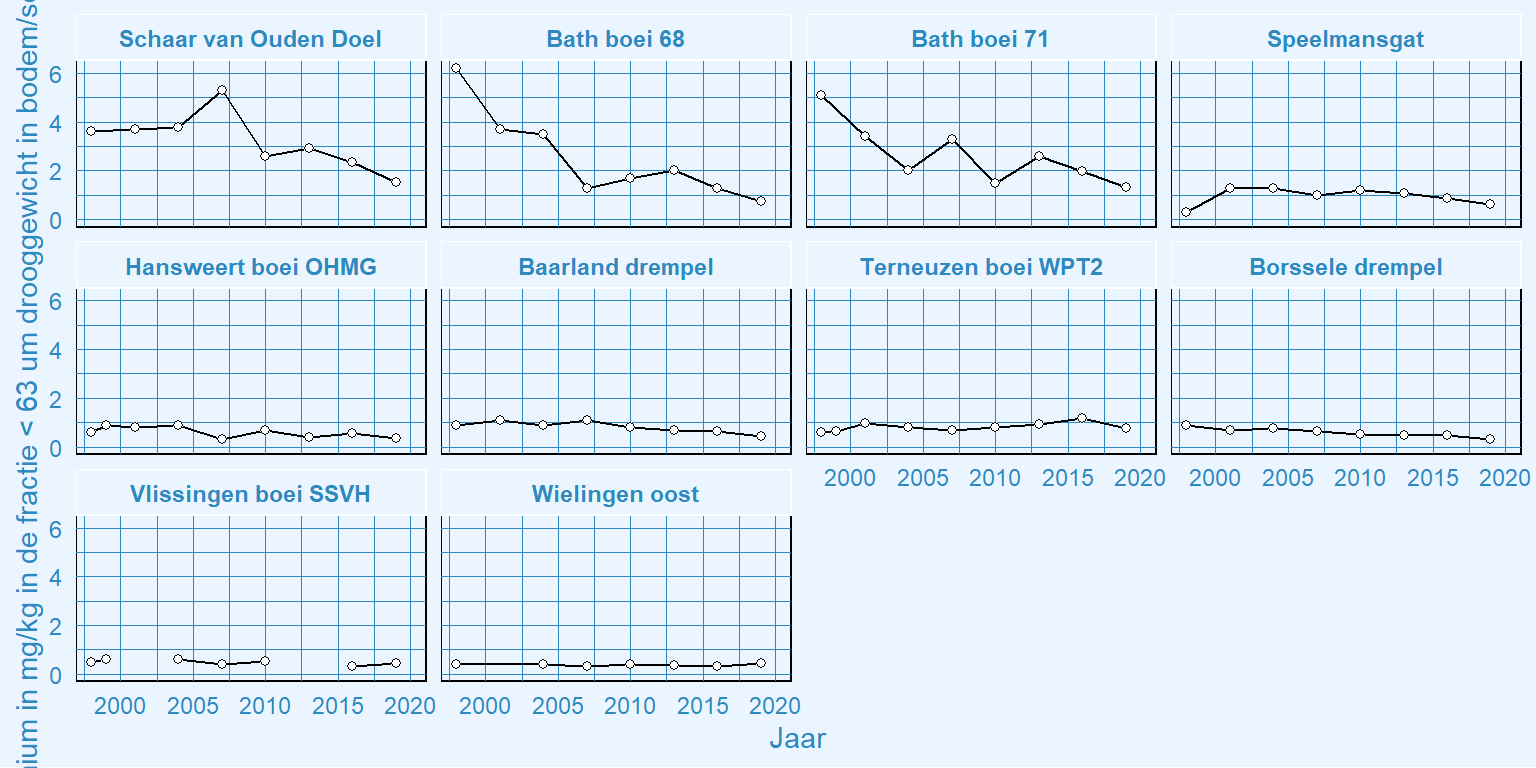 nium in mg/kg in de fractie < 63 um drooggewicht in bodem/se
Schaar van Ouden Doel
Bath boei 68
Bath boei 71
Speelmansgat
6
4
2
0
Hansweert boei OHMG
Baarland drempel
Terneuzen boei WPT2
Borssele drempel
6
4
2
0
2000 2005 2010 2015 2020
2000 2005 2010 2015 2020
Vlissingen boei SSVH
Wielingen oost
6
4
2
0
2000 2005 2010 2015 2020
2000 2005 2010 2015 2020
Jaar